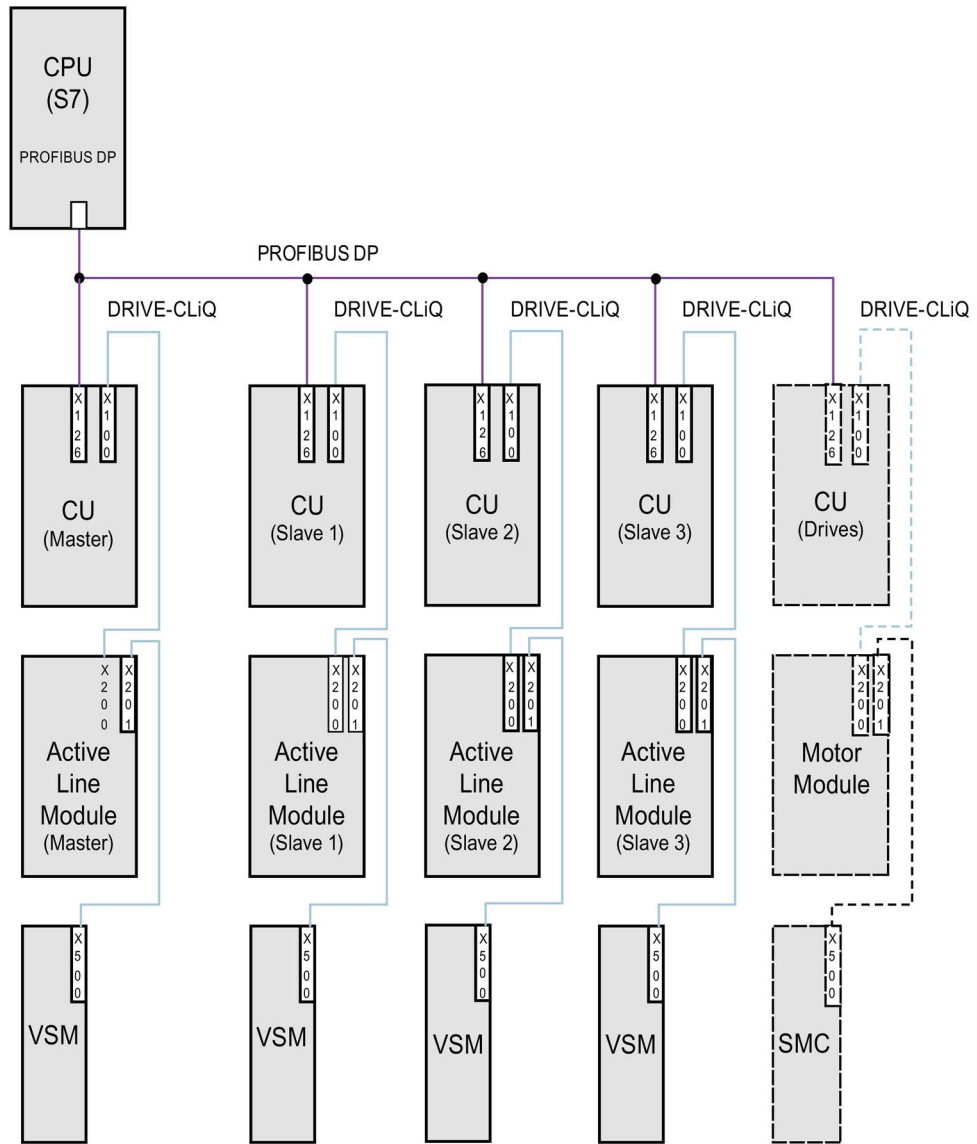 CPU
(S7)
PROFIBUS DP
PROFIBUS DP
DRIVE-CLiQ
DRIVE-CLiQ
DRIVE-CLiQ
DRIVE-CLiQ
DRIVE-CLiQ
X126
X100
X126
X100
X126
X100
X126
X100
X126
X100
CU
(Master)
CU
(Slave 1)
CU
(Slave 2)
CU
(Slave 3)
CU
(Drives)
X200
X201
X200
X201
X200
X201
X200
X201
X200
X201
Active
Line
Module
(Master)
Active
Line
Module
(Slave 1)
Active
Line
Module
(Slave 2)
Active
Line
Module
(Slave 3)
Motor
Module
X500
X500
X500
X500
X500
VSM
VSM
VSM
VSM
SMC